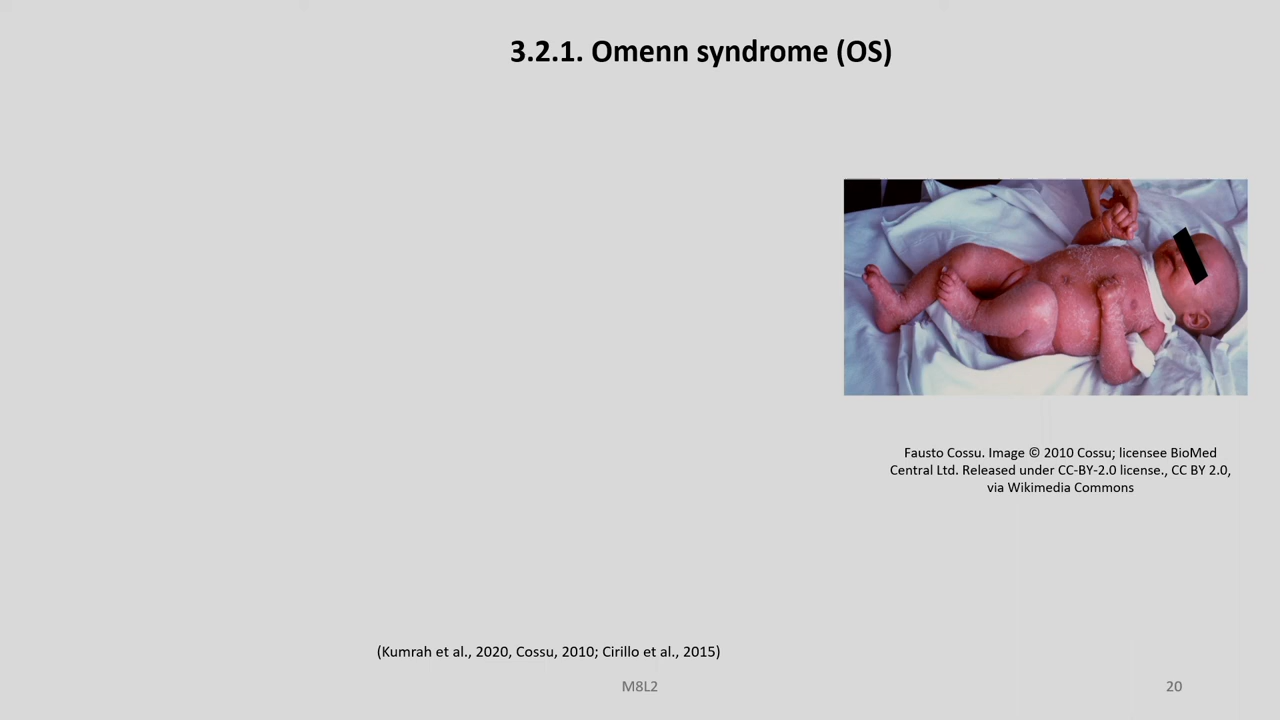 3.2.1. Omenn syndrome (OS)
Fausto Cossu. Image © 2010 Cossu; licensee BioMed
Central Ltd. Released under CC-BY-2.0 license., CC BY 2.0,
via Wikimedia Commons
(Kumrah et al., 2020, Cossu, 2010; Cirillo et al., 2015)
M8L2
20